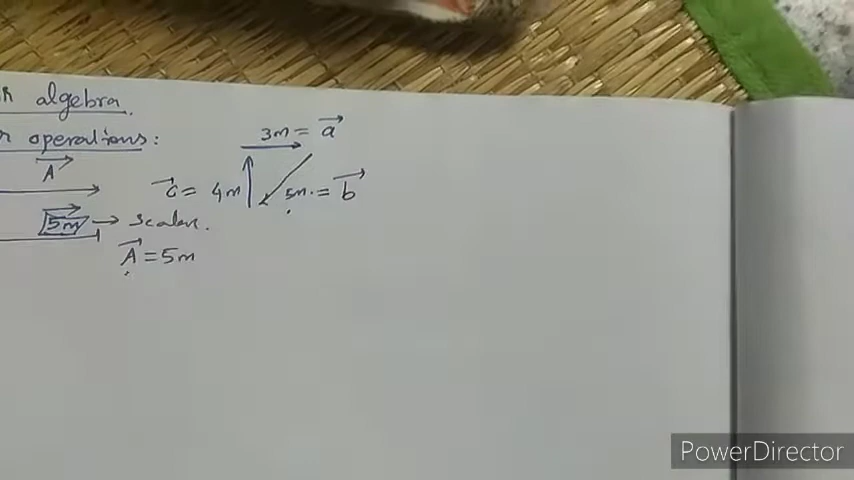 algebra.
operations:
3m = a⃗
A⃗
c⃗ = 4m
5m. = b⃗
5m → scalar.
A⃗ = 5m
PowerDirector